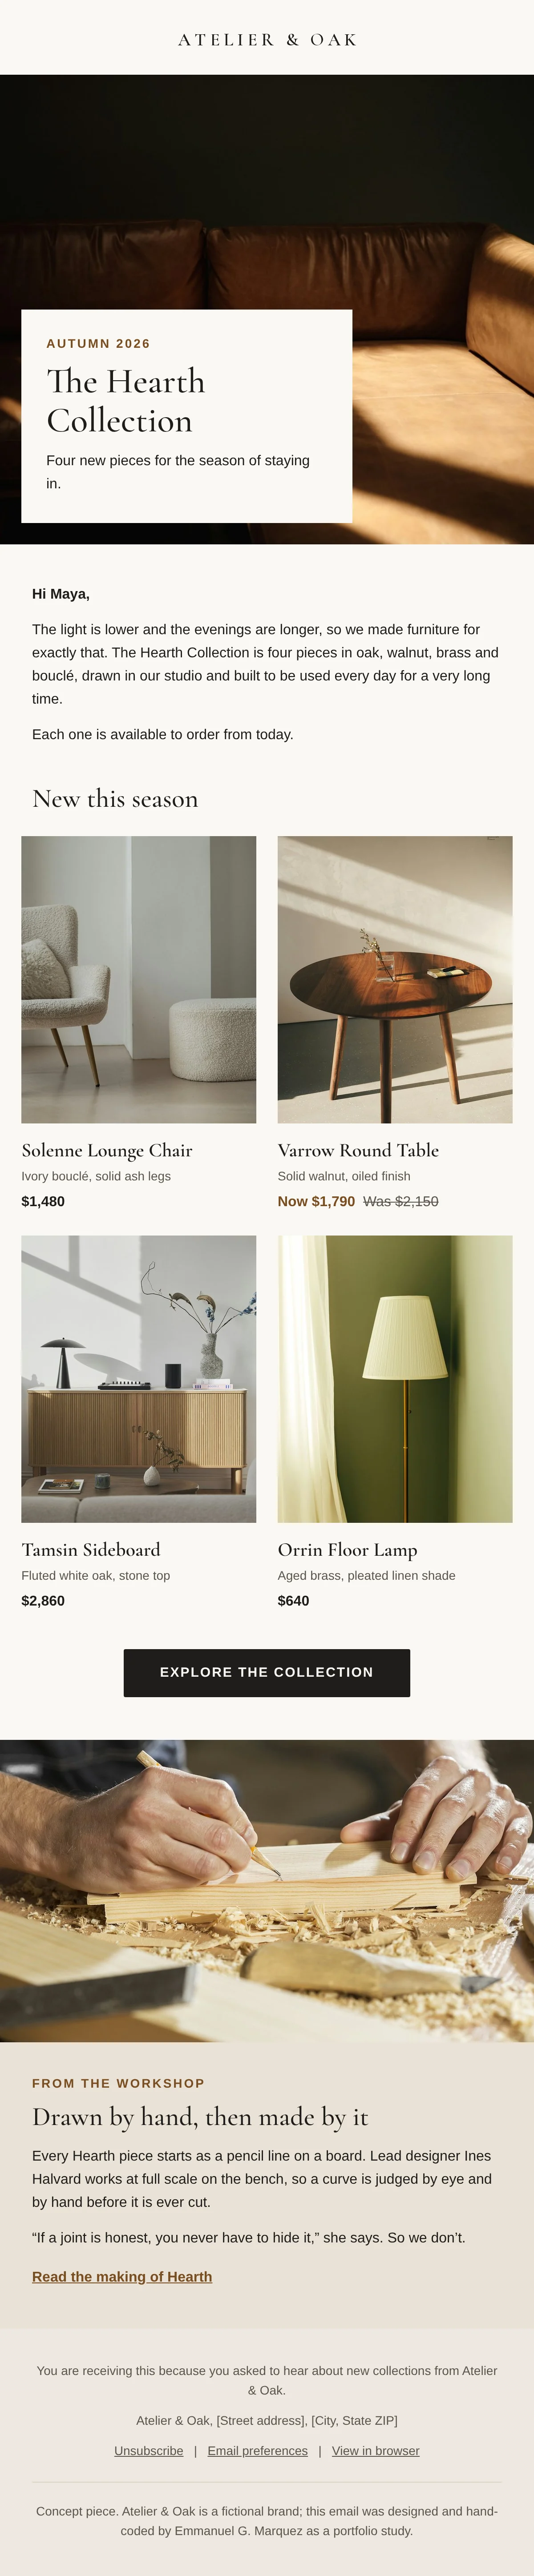 ATELIER & OAK
AUTUMN 2026
The Hearth
Collection
Four new pieces for the season of staying
in.
Hi Maya,
The light is lower and the evenings are longer, so we made furniture for
exactly that. The Hearth Collection is four pieces in oak, walnut, brass and
bouclé, drawn in our studio and built to be used every day for a very long
time.
Each one is available to order from today.
New this season
Solenne Lounge Chair
Ivory bouclé, solid ash legs
$1,480
Varrow Round Table
Solid walnut, oiled finish
Now $1,790 Was $2,150
Tamsin Sideboard
Fluted white oak, stone top
$2,860
Orrin Floor Lamp
Aged brass, pleated linen shade
$640
EXPLORE THE COLLECTION
FROM THE WORKSHOP
Drawn by hand, then made by it
Every Hearth piece starts as a pencil line on a board. Lead designer Ines
Halvard works at full scale on the bench, so a curve is judged by eye and
by hand before it is ever cut.
“If a joint is honest, you never have to hide it,” she says. So we don’t.
Read the making of Hearth
You are receiving this because you asked to hear about new collections from Atelier
& Oak.
Atelier & Oak, [Street address], [City, State ZIP]
Unsubscribe | Email preferences | View in browser
Concept piece. Atelier & Oak is a fictional brand; this email was designed and hand-
coded by Emmanuel G. Marquez as a portfolio study.